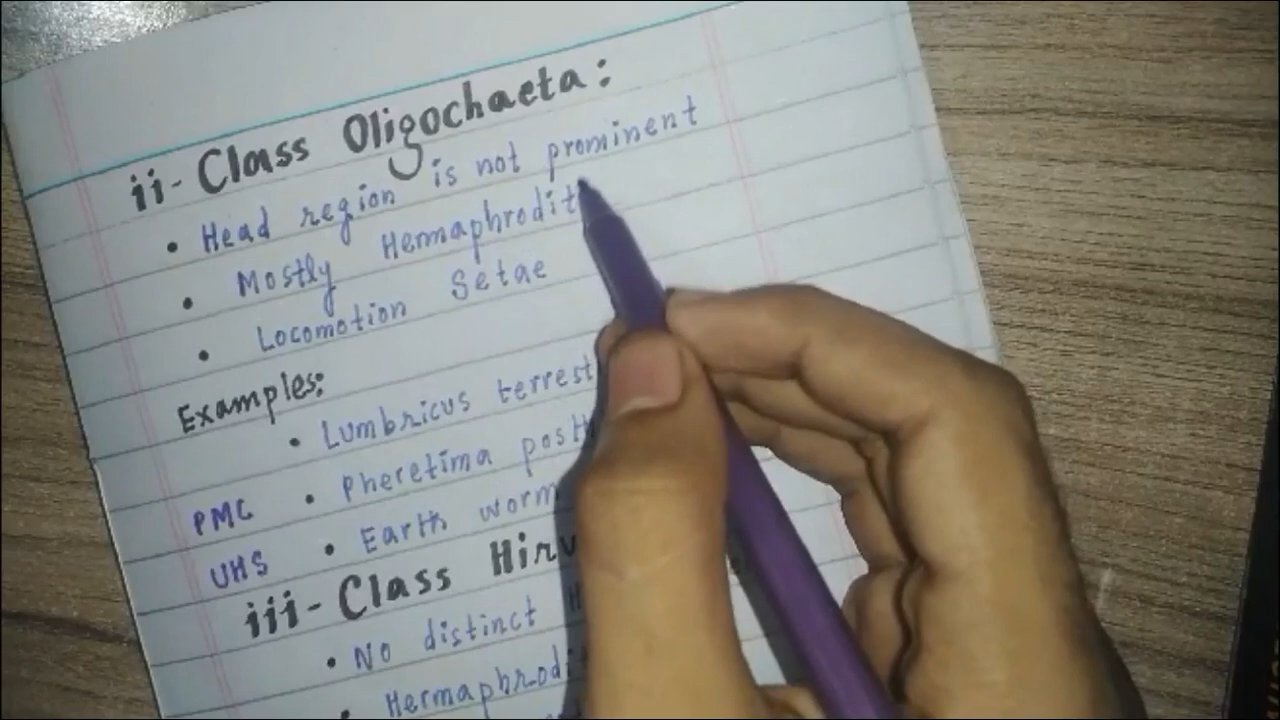 ii- Class Oligochaeta:
• Head region is not prominent
• Mostly Hermaphrodit
• Locomotion Setae
Examples:
• Lumbricus terrest
PMC • Pheretima posth
UHS • Earth worm
iii- Class Hiru
• No distinct
• Hermaphrodi